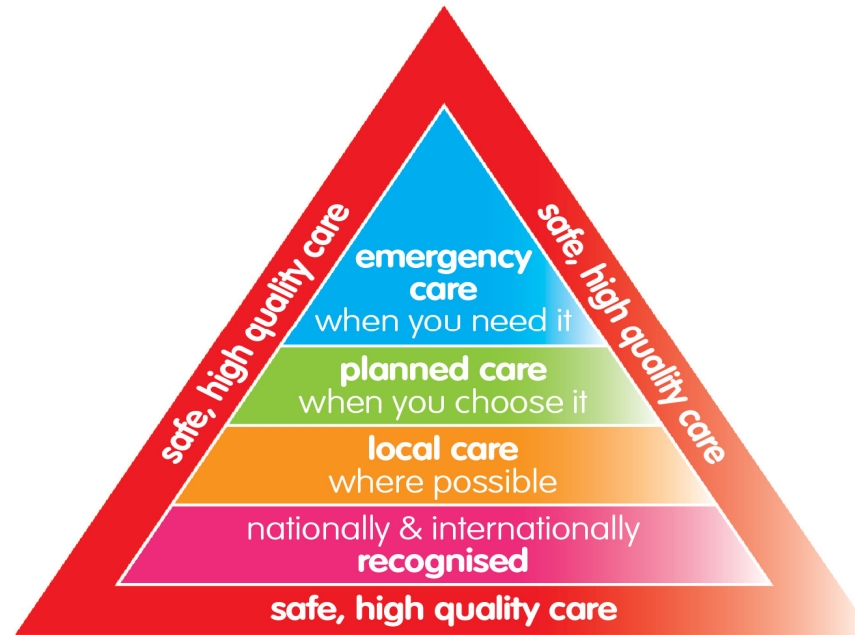 safe, high quality care
safe, high quality care
emergency
care
when you need it
planned care
when you choose it
local care
where possible
nationally & internationally
recognised
safe, high quality care